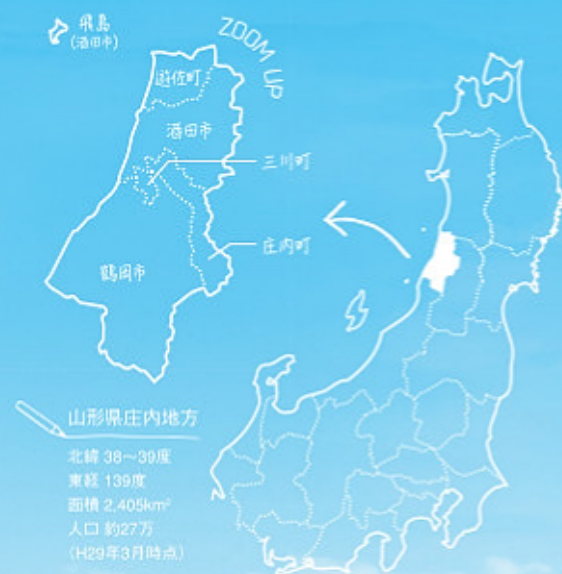 飛島
(酒田市)
ZOOM UP
遊佐町
酒田市
三川町
庄内町
鶴岡市
山形県庄内地方
北緯 38〜39度
東経 139度
面積 2,405km²
人口 約27万
(H29年3月時点)